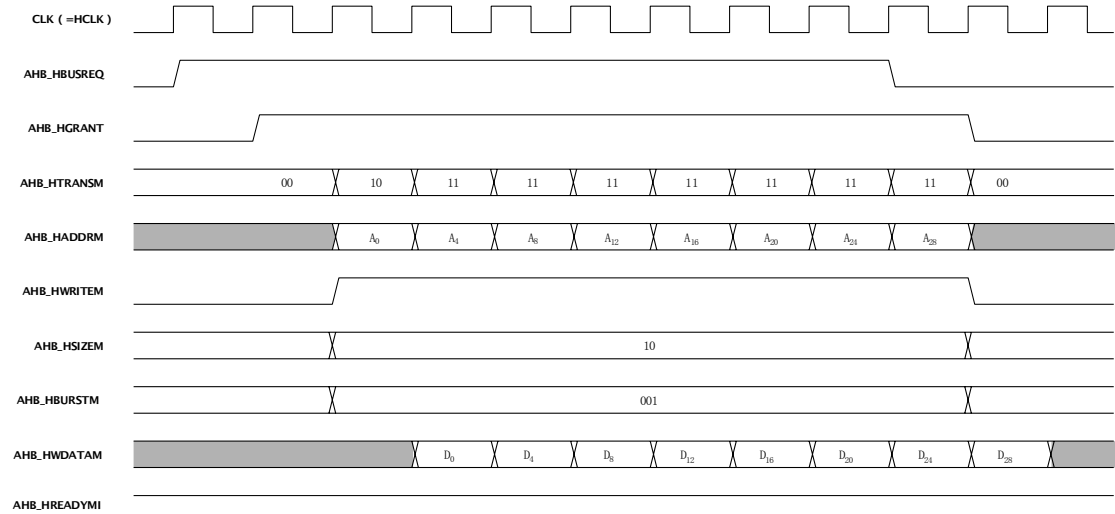 CLK ( =HCLK )
AHB_HBUSREQ
AHB_HGRANT
AHB_HTRANSM 00 10 11 11 11 11 11 11 11 00
AHB_HADDRM A0 A4 A8 A12 A16 A20 A24 A28
AHB_HWRITEM
AHB_HSIZEM 10
AHB_HBURSTM 001
AHB_HWDATAM D0 D4 D8 D12 D16 D20 D24 D28
AHB_HREADYMI